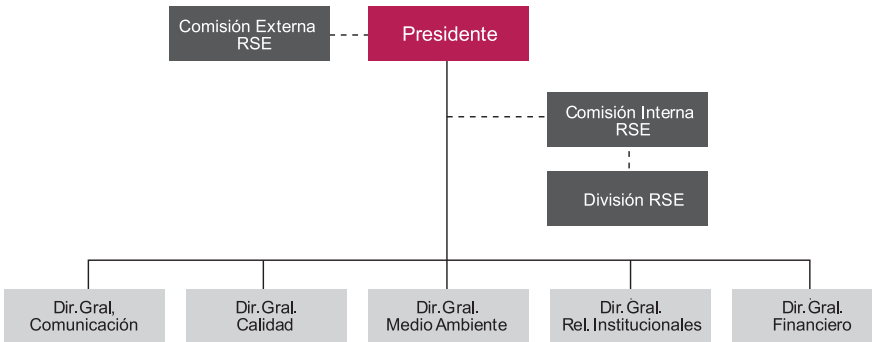 Comisión Externa
RSE
Presidente
Comisión Interna
RSE
División RSE
Dir.Gral,
Comunicación
Dir.Gral.
Calidad
Dir.Gral.
Medio Ambiente
Dir.Gral.
Rel. Institucionales
Dir.Gral.
Financiero